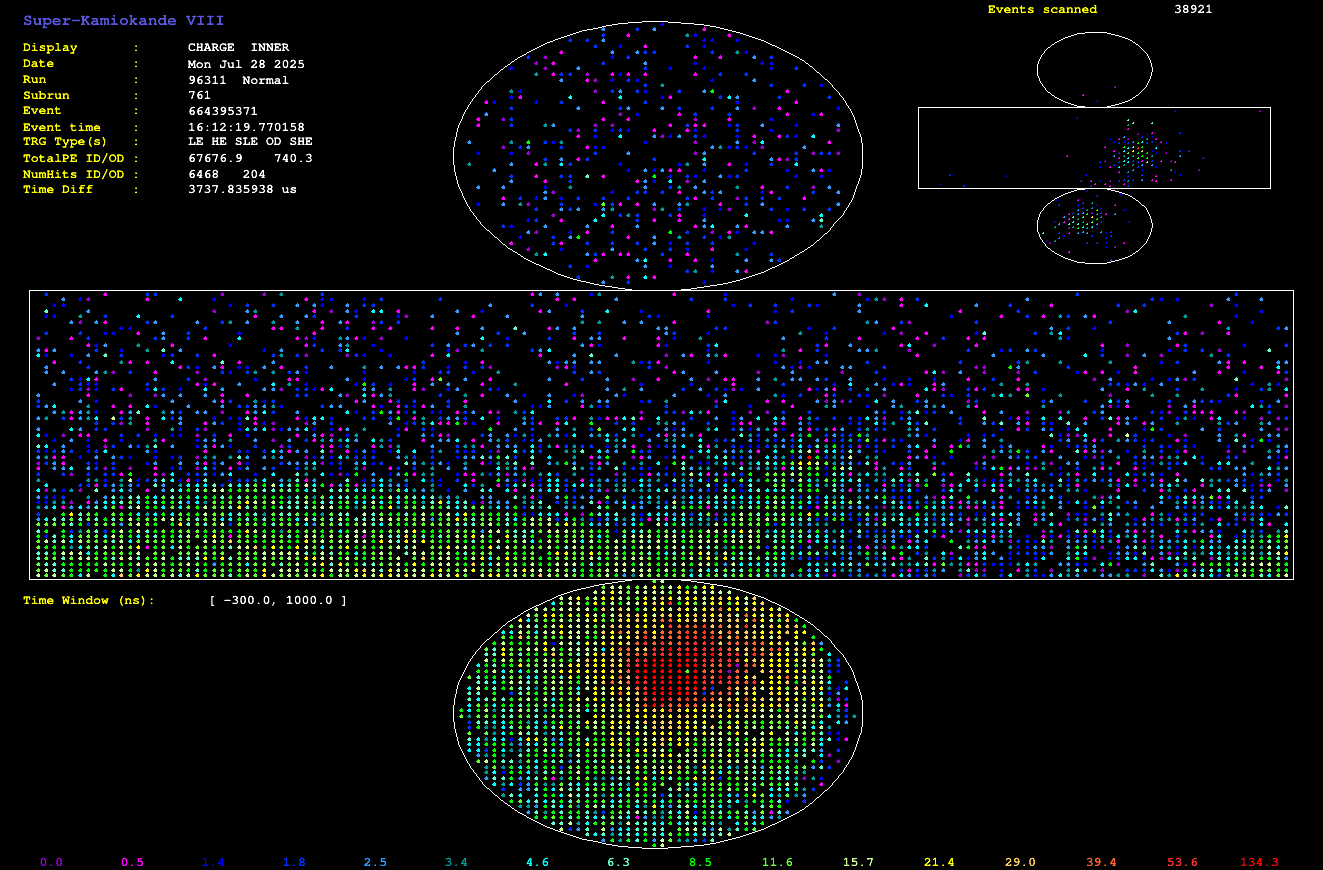 Super-Kamiokande VIII
Events scanned 38921
Display : CHARGE INNER
Date : Mon Jul 28 2025
Run : 96311 Normal
Subrun : 761
Event : 664395371
Event time : 16:12:19.770158
TRG Type(s) : LE HE SLE OD SHE
TotalPE ID/OD : 67676.9 740.3
NumHits ID/OD : 6468 204
Time Diff : 3737.835938 us
Time Window (ns): [ -300.0, 1000.0 ]
0.0 0.5 1.4 1.8 2.5 3.4 4.6 6.3 8.5 11.6 15.7 21.4 29.0 39.4 53.6 134.3